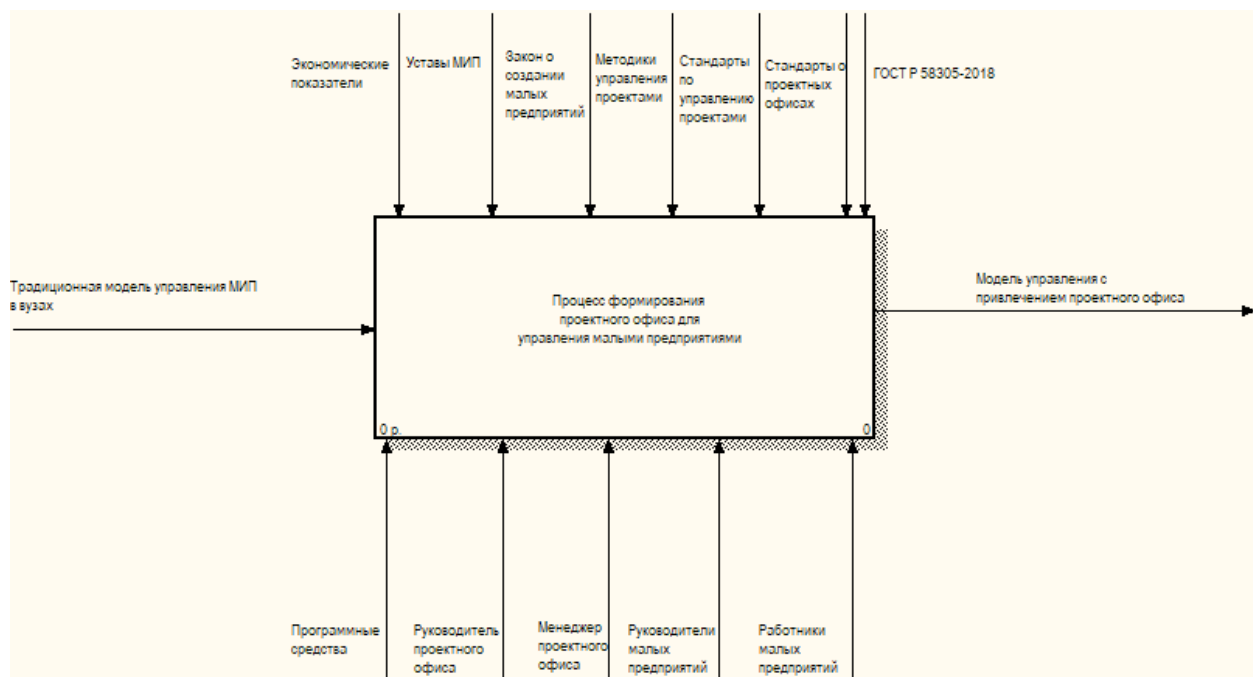 Экономические
показатели
Уставы МИП
Закон о
создании
малых
предприятий
Методики
управления
проектами
Стандарты
по
управлению
проектами
Стандарты о
проектных
офисах
ГОСТ Р 58305-2018
Традиционная модель управления МИП
в вузах
Процесс формирования
проектного офиса для
управления малыми предприятиями
0 р.
0
Модель управления с
привлечением проектного офиса
Программные
средства
Руководитель
проектного
офиса
Менеджер
проектного
офиса
Руководители
малых
предприятий
Работники
малых
предприятий